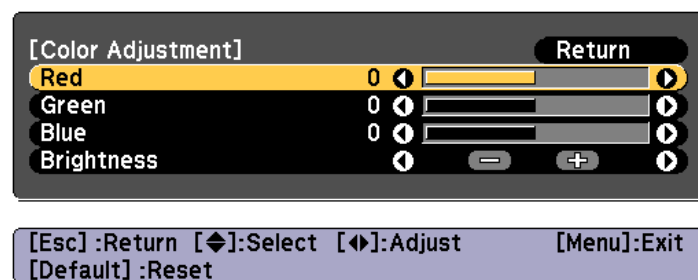 [Color Adjustment] Return
Red 0
Green 0
Blue 0
Brightness − +
[Esc] :Return [◆]:Select [◀▶]:Adjust [Menu]:Exit
[Default] :Reset